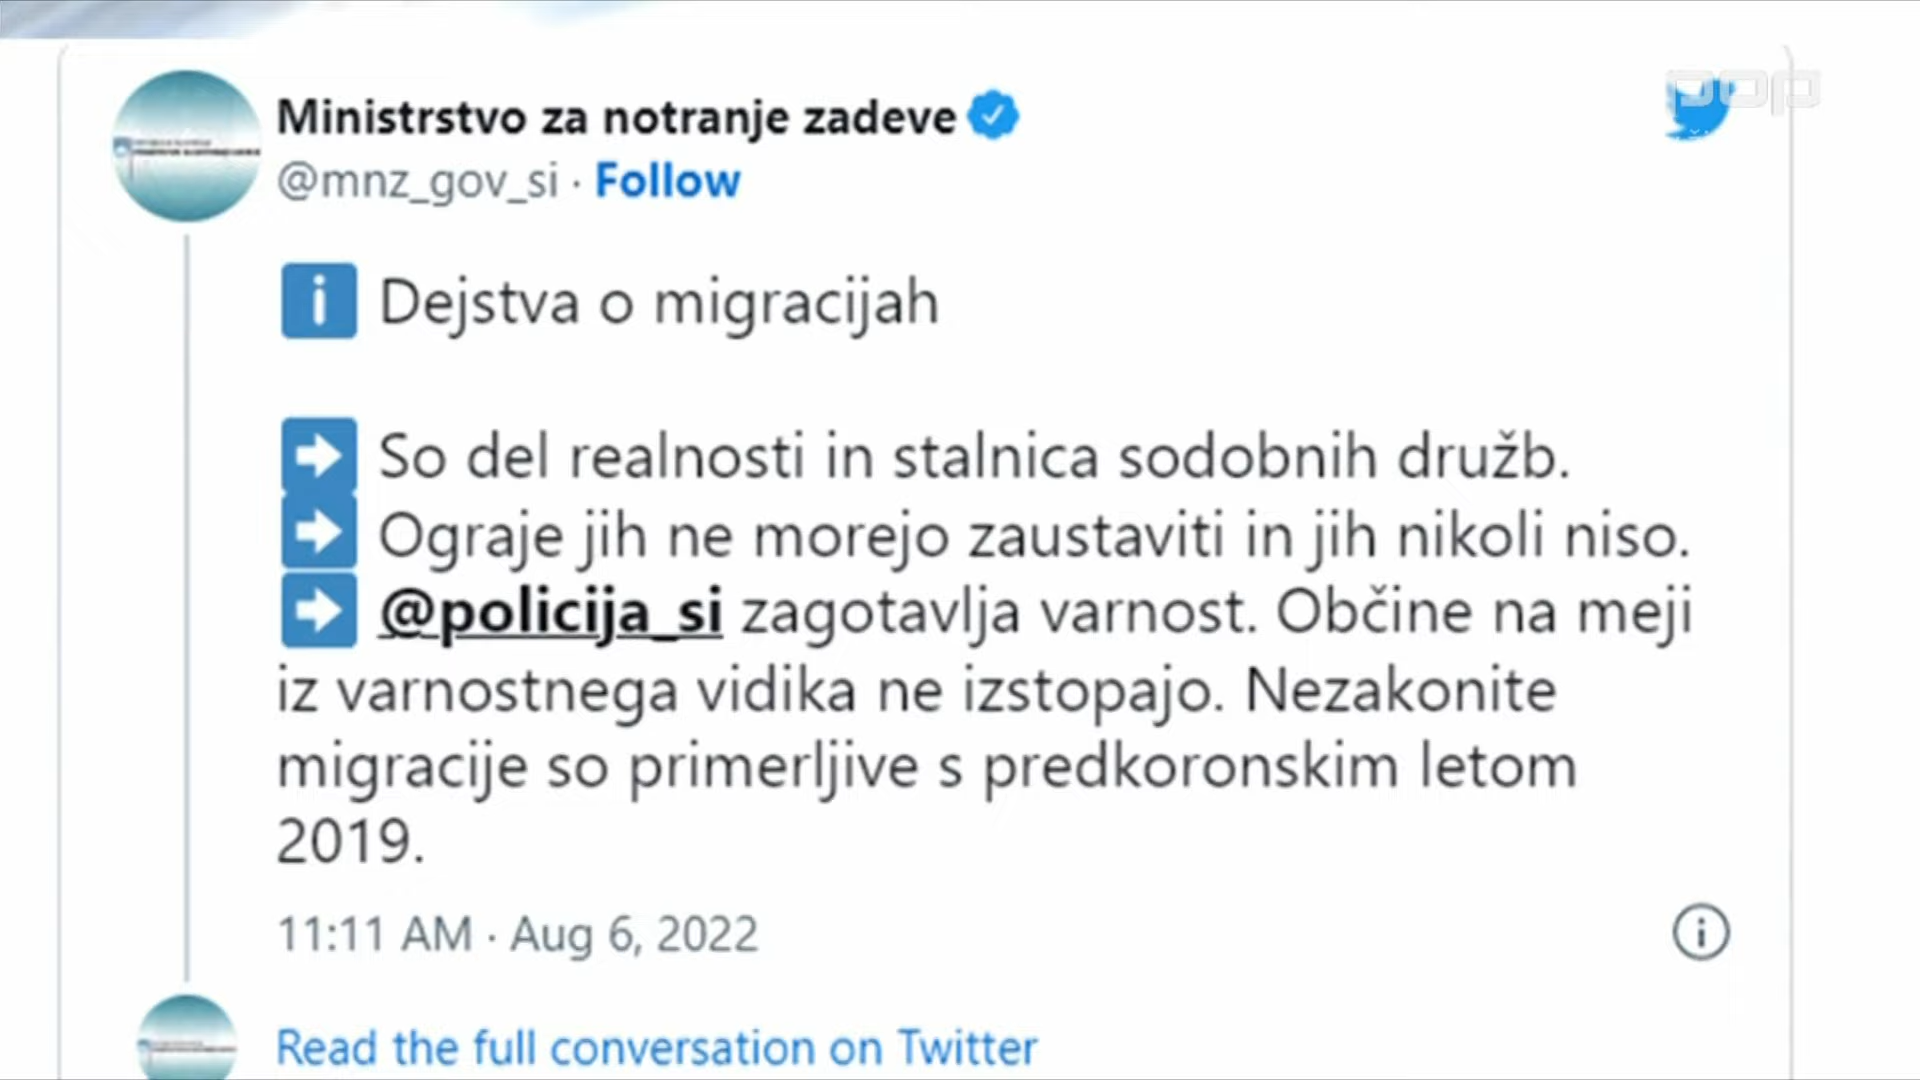 pop
Ministrstvo za notranje zadeve
@mnz_gov_si · Follow
Dejstva o migracijah
So del realnosti in stalnica sodobnih družb.
Ograje jih ne morejo zaustaviti in jih nikoli niso.
@policija_si zagotavlja varnost. Občine na meji
iz varnostnega vidika ne izstopajo. Nezakonite
migracije so primerljive s predkoronskim letom
2019.
11:11 AM · Aug 6, 2022
Read the full conversation on Twitter